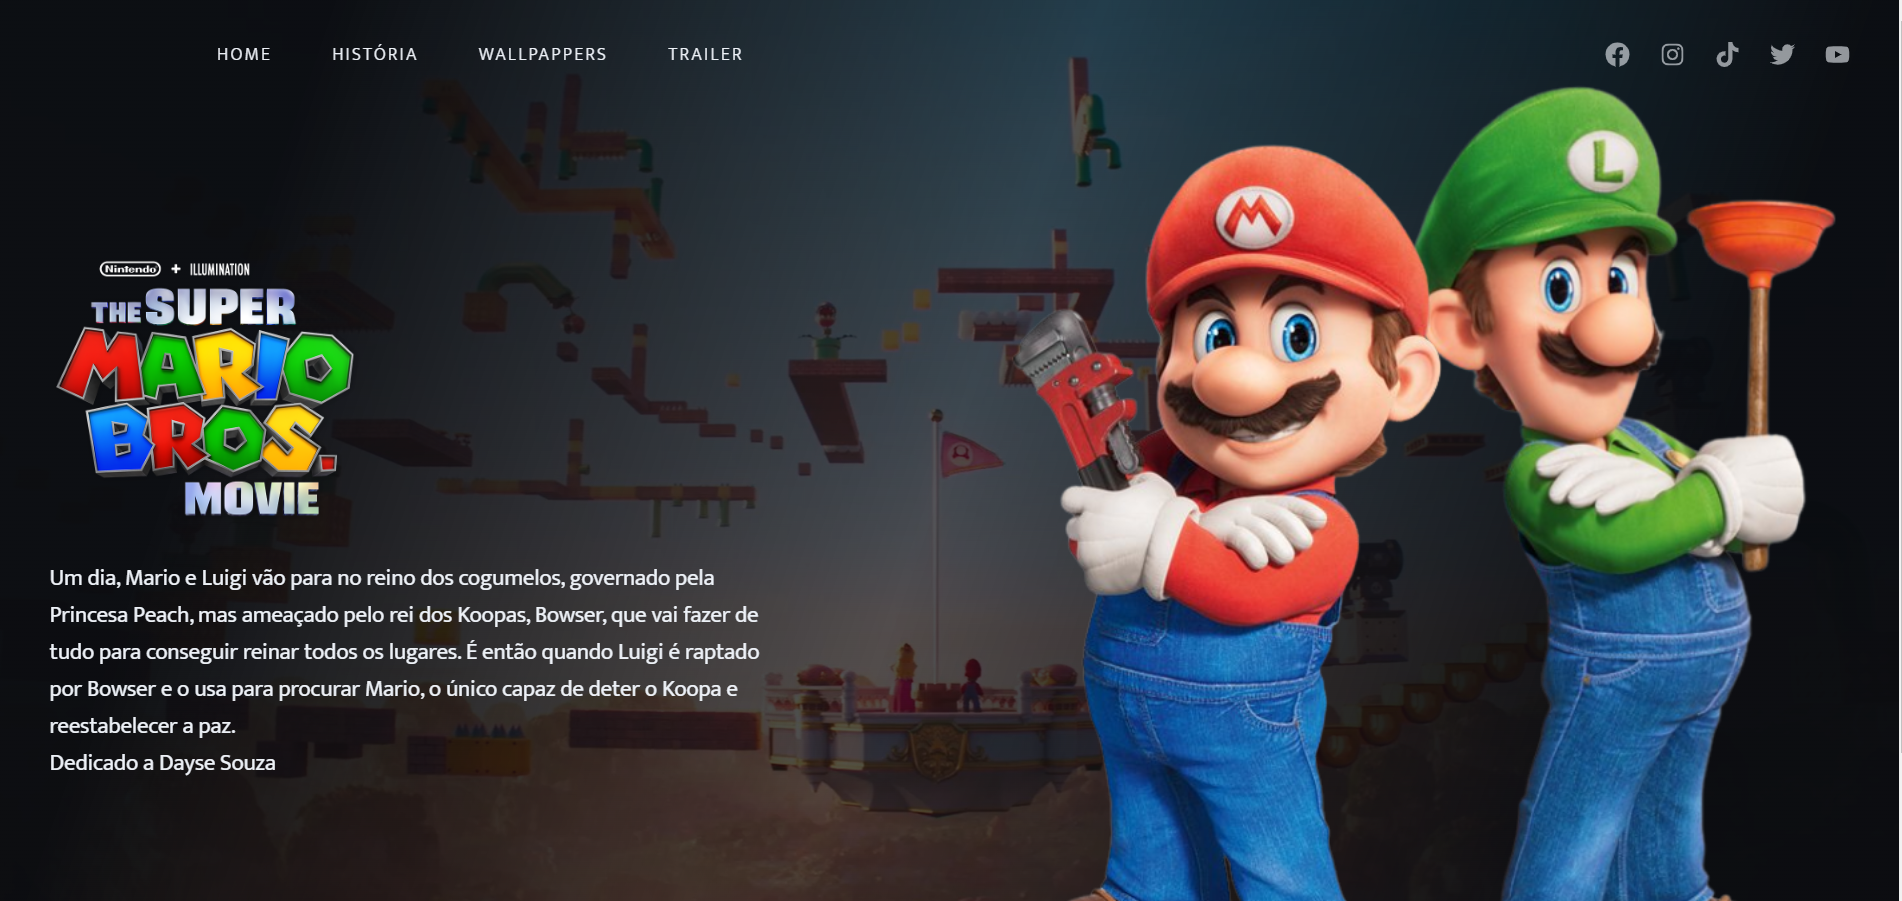 HOME HISTÓRIA WALLPAPPERS TRAILER
Nintendo + ILLUMINATION
THE SUPER
MARIO
BROS.
MOVIE
M
L
Um dia, Mario e Luigi vão para no reino dos cogumelos, governado pela
Princesa Peach, mas ameaçado pelo rei dos Koopas, Bowser, que vai fazer de
tudo para conseguir reinar todos os lugares. É então quando Luigi é raptado
por Bowser e o usa para procurar Mario, o único capaz de deter o Koopa e
reestabelecer a paz.
Dedicado a Dayse Souza